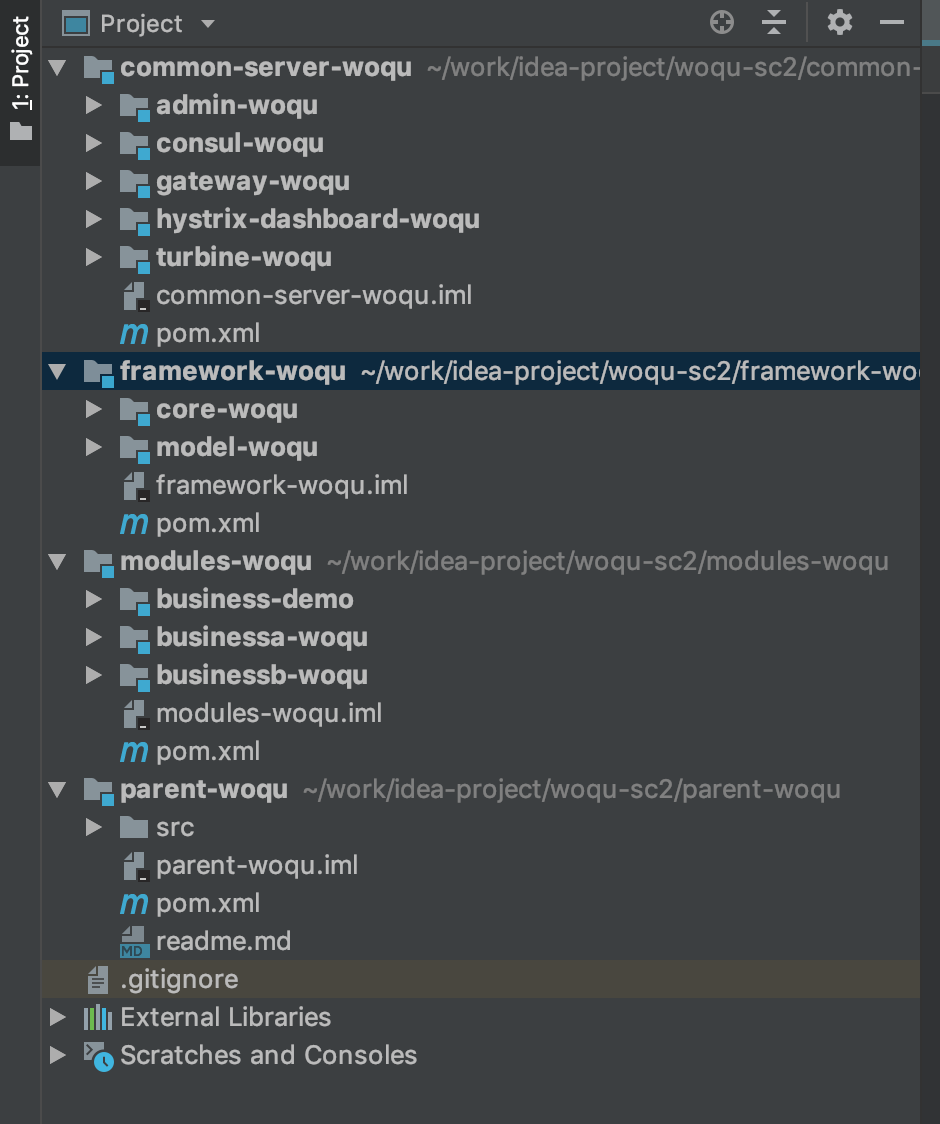 1: Project
Project
common-server-woqu ~/work/idea-project/woqu-sc2/common-
admin-woqu
consul-woqu
gateway-woqu
hystrix-dashboard-woqu
turbine-woqu
common-server-woqu.iml
m pom.xml
framework-woqu ~/work/idea-project/woqu-sc2/framework-wo
core-woqu
model-woqu
framework-woqu.iml
m pom.xml
modules-woqu ~/work/idea-project/woqu-sc2/modules-woqu
business-demo
businessa-woqu
businessb-woqu
modules-woqu.iml
m pom.xml
parent-woqu ~/work/idea-project/woqu-sc2/parent-woqu
src
parent-woqu.iml
m pom.xml
MD readme.md
.gitignore
External Libraries
Scratches and Consoles